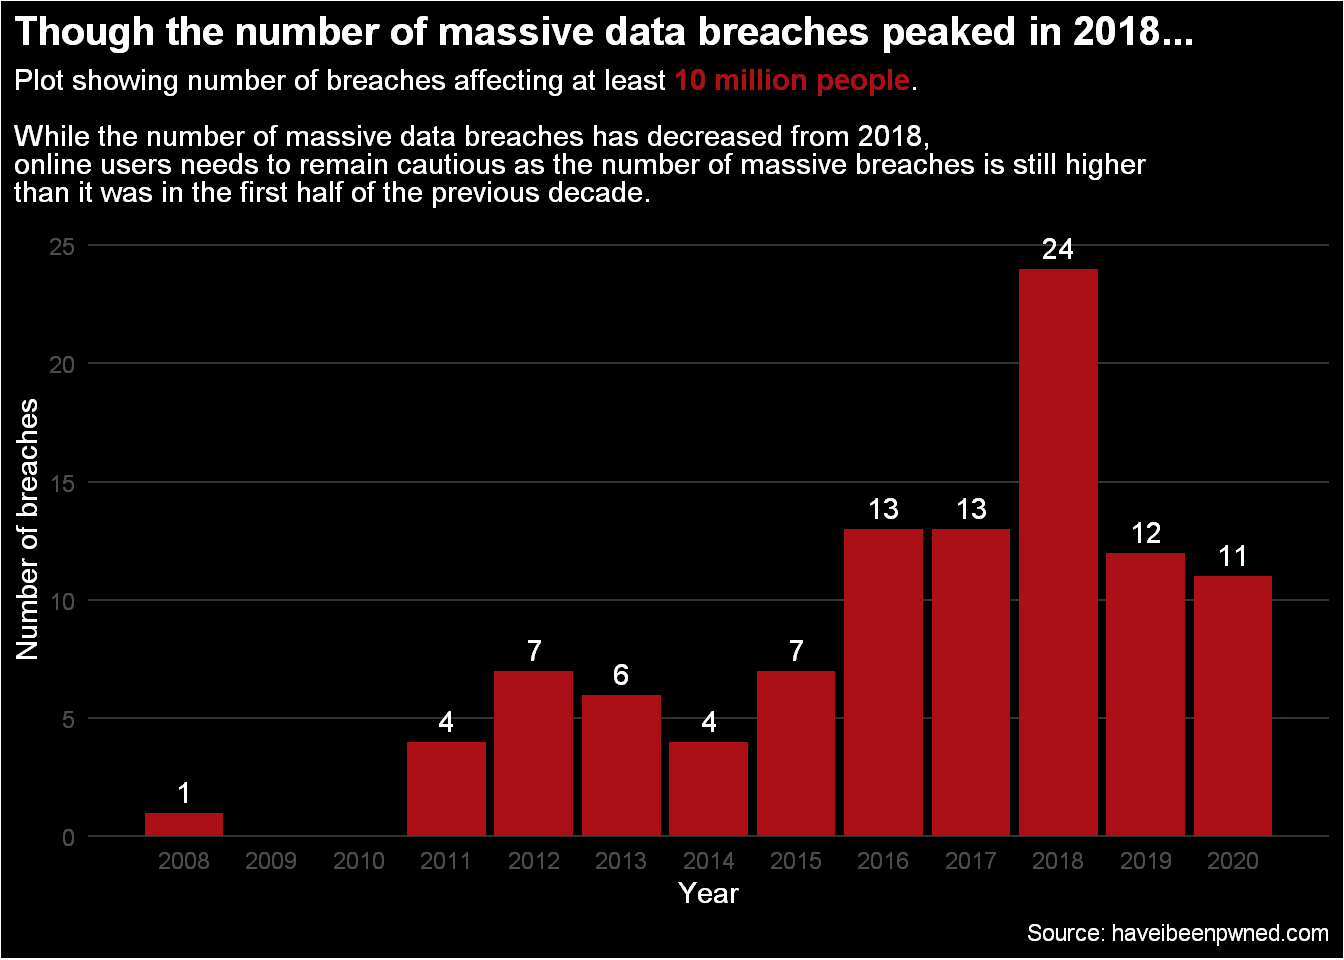 Though the number of massive data breaches peaked in 2018...
Plot showing number of breaches affecting at least 10 million people.
While the number of massive data breaches has decreased from 2018,
online users needs to remain cautious as the number of massive breaches is still higher
than it was in the first half of the previous decade.
Number of breaches
25
20
15
10
5
0
1
4
7
6
4
7
13
13
24
12
11
2008 2009 2010 2011 2012 2013 2014 2015 2016 2017 2018 2019 2020
Year
Source: haveibeenpwned.com